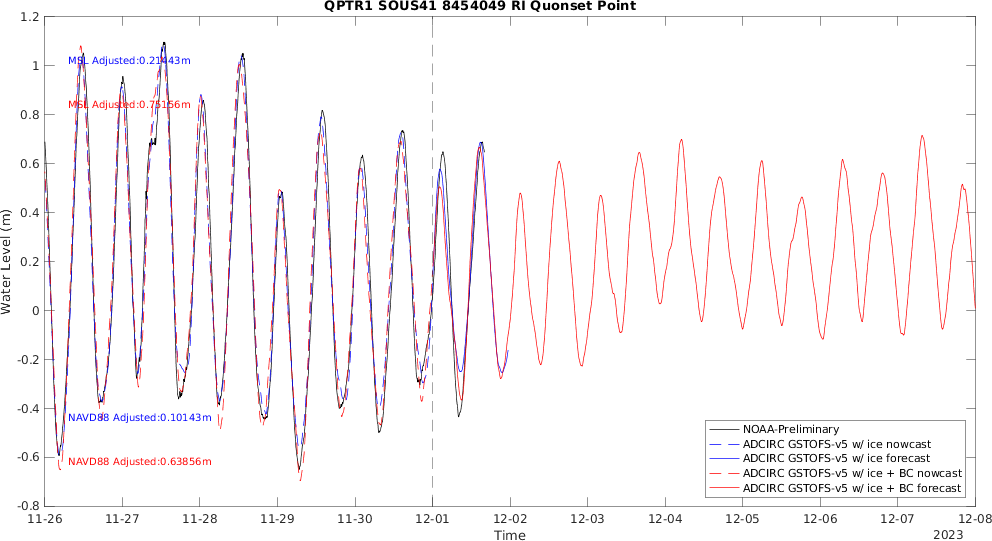 QPTR1 SOUS41 8454049 RI Quonset Point
1.2
1
0.8
0.6
0.4
0.2
0
-0.2
-0.4
-0.6
-0.8
Water Level (m)
MSL Adjusted:0.21443m
MSL Adjusted:0.75156m
NAVD88 Adjusted:0.10143m
NAVD88 Adjusted:0.63856m
NOAA-Preliminary
ADCIRC GSTOFS-v5 w/ ice nowcast
ADCIRC GSTOFS-v5 w/ ice forecast
ADCIRC GSTOFS-v5 w/ ice + BC nowcast
ADCIRC GSTOFS-v5 w/ ice + BC forecast
11-26 11-27 11-28 11-29 11-30 12-01 12-02 12-03 12-04 12-05 12-06 12-07 12-08
Time
2023